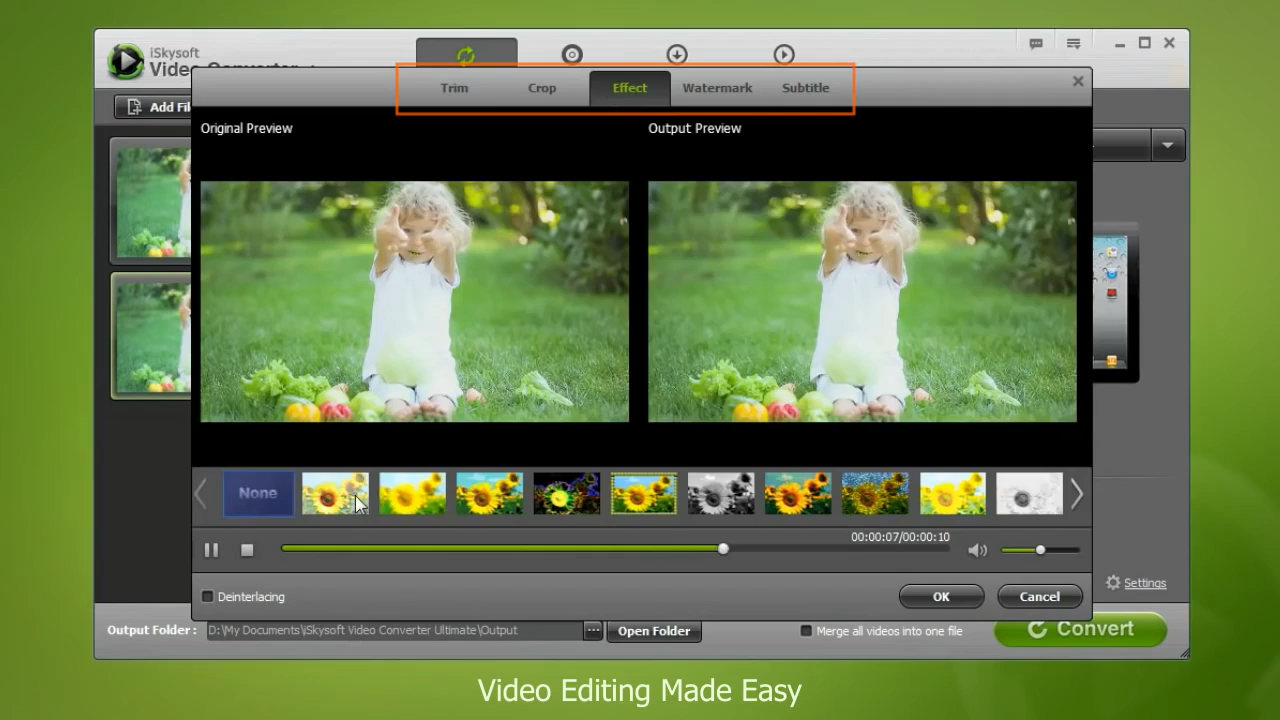 iSkysoft
Video Converter
Add Fil
Trim
Crop
Effect
Watermark
Subtitle
Original Preview
Output Preview
None
00:00:07/00:00:10
Deinterlacing
OK
Cancel
Settings
Output Folder :
D:\My Documents\iSkysoft Video Converter Ultimate\Output
...
Open Folder
Merge all videos into one file
Convert
Video Editing Made Easy